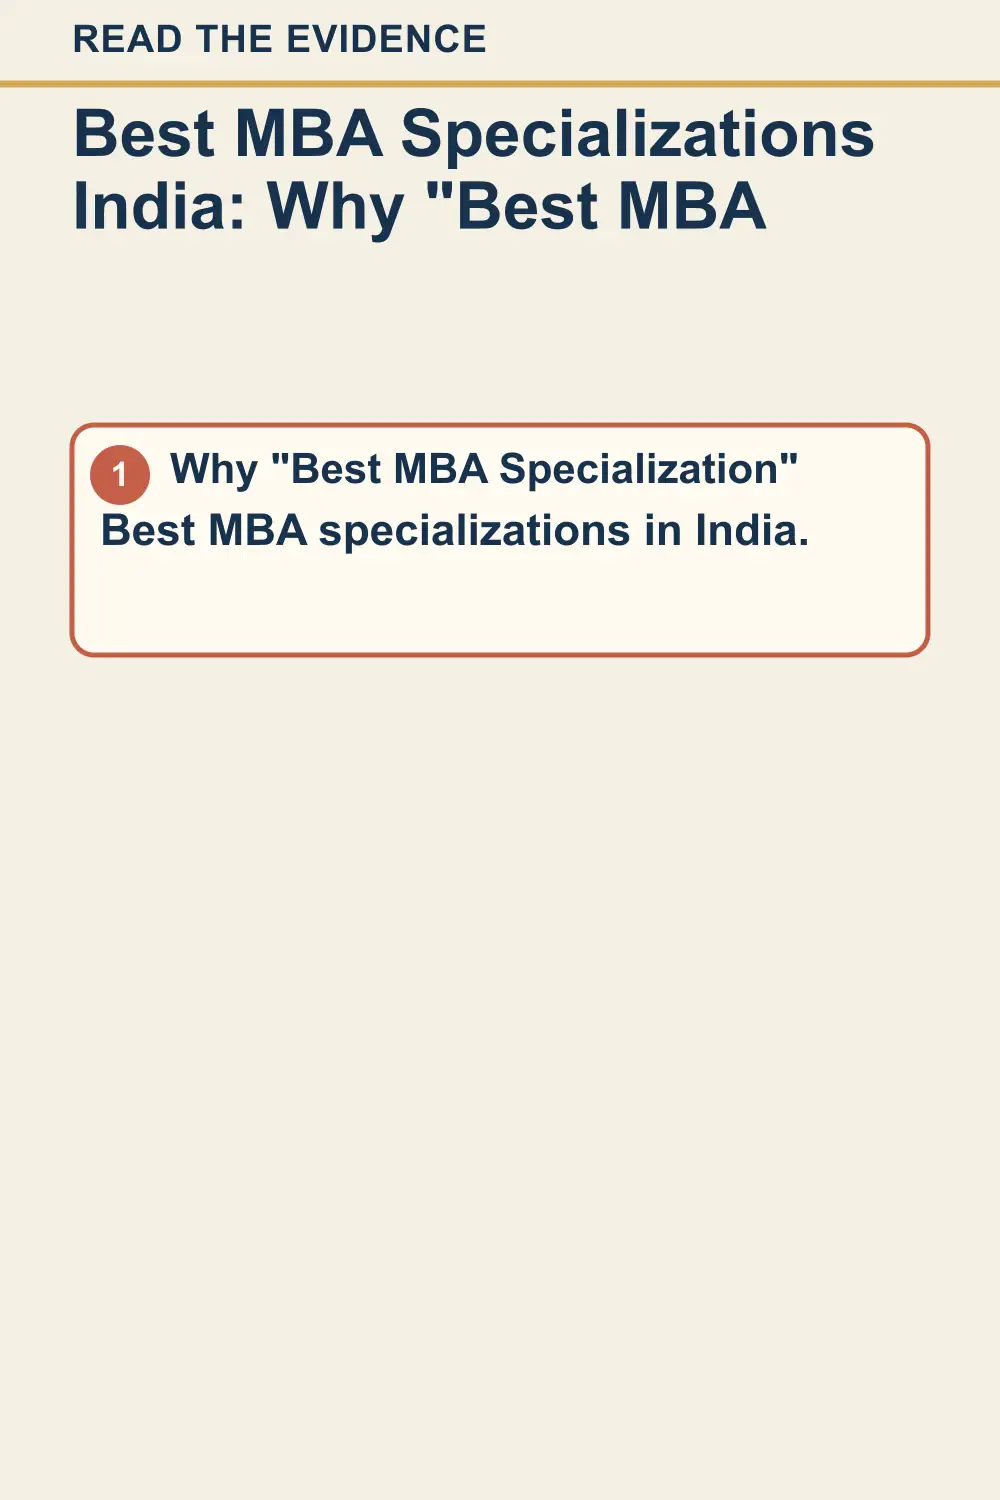 READ THE EVIDENCE
Best MBA Specializations
India: Why "Best MBA
1 Why "Best MBA Specialization"
Best MBA specializations in India.